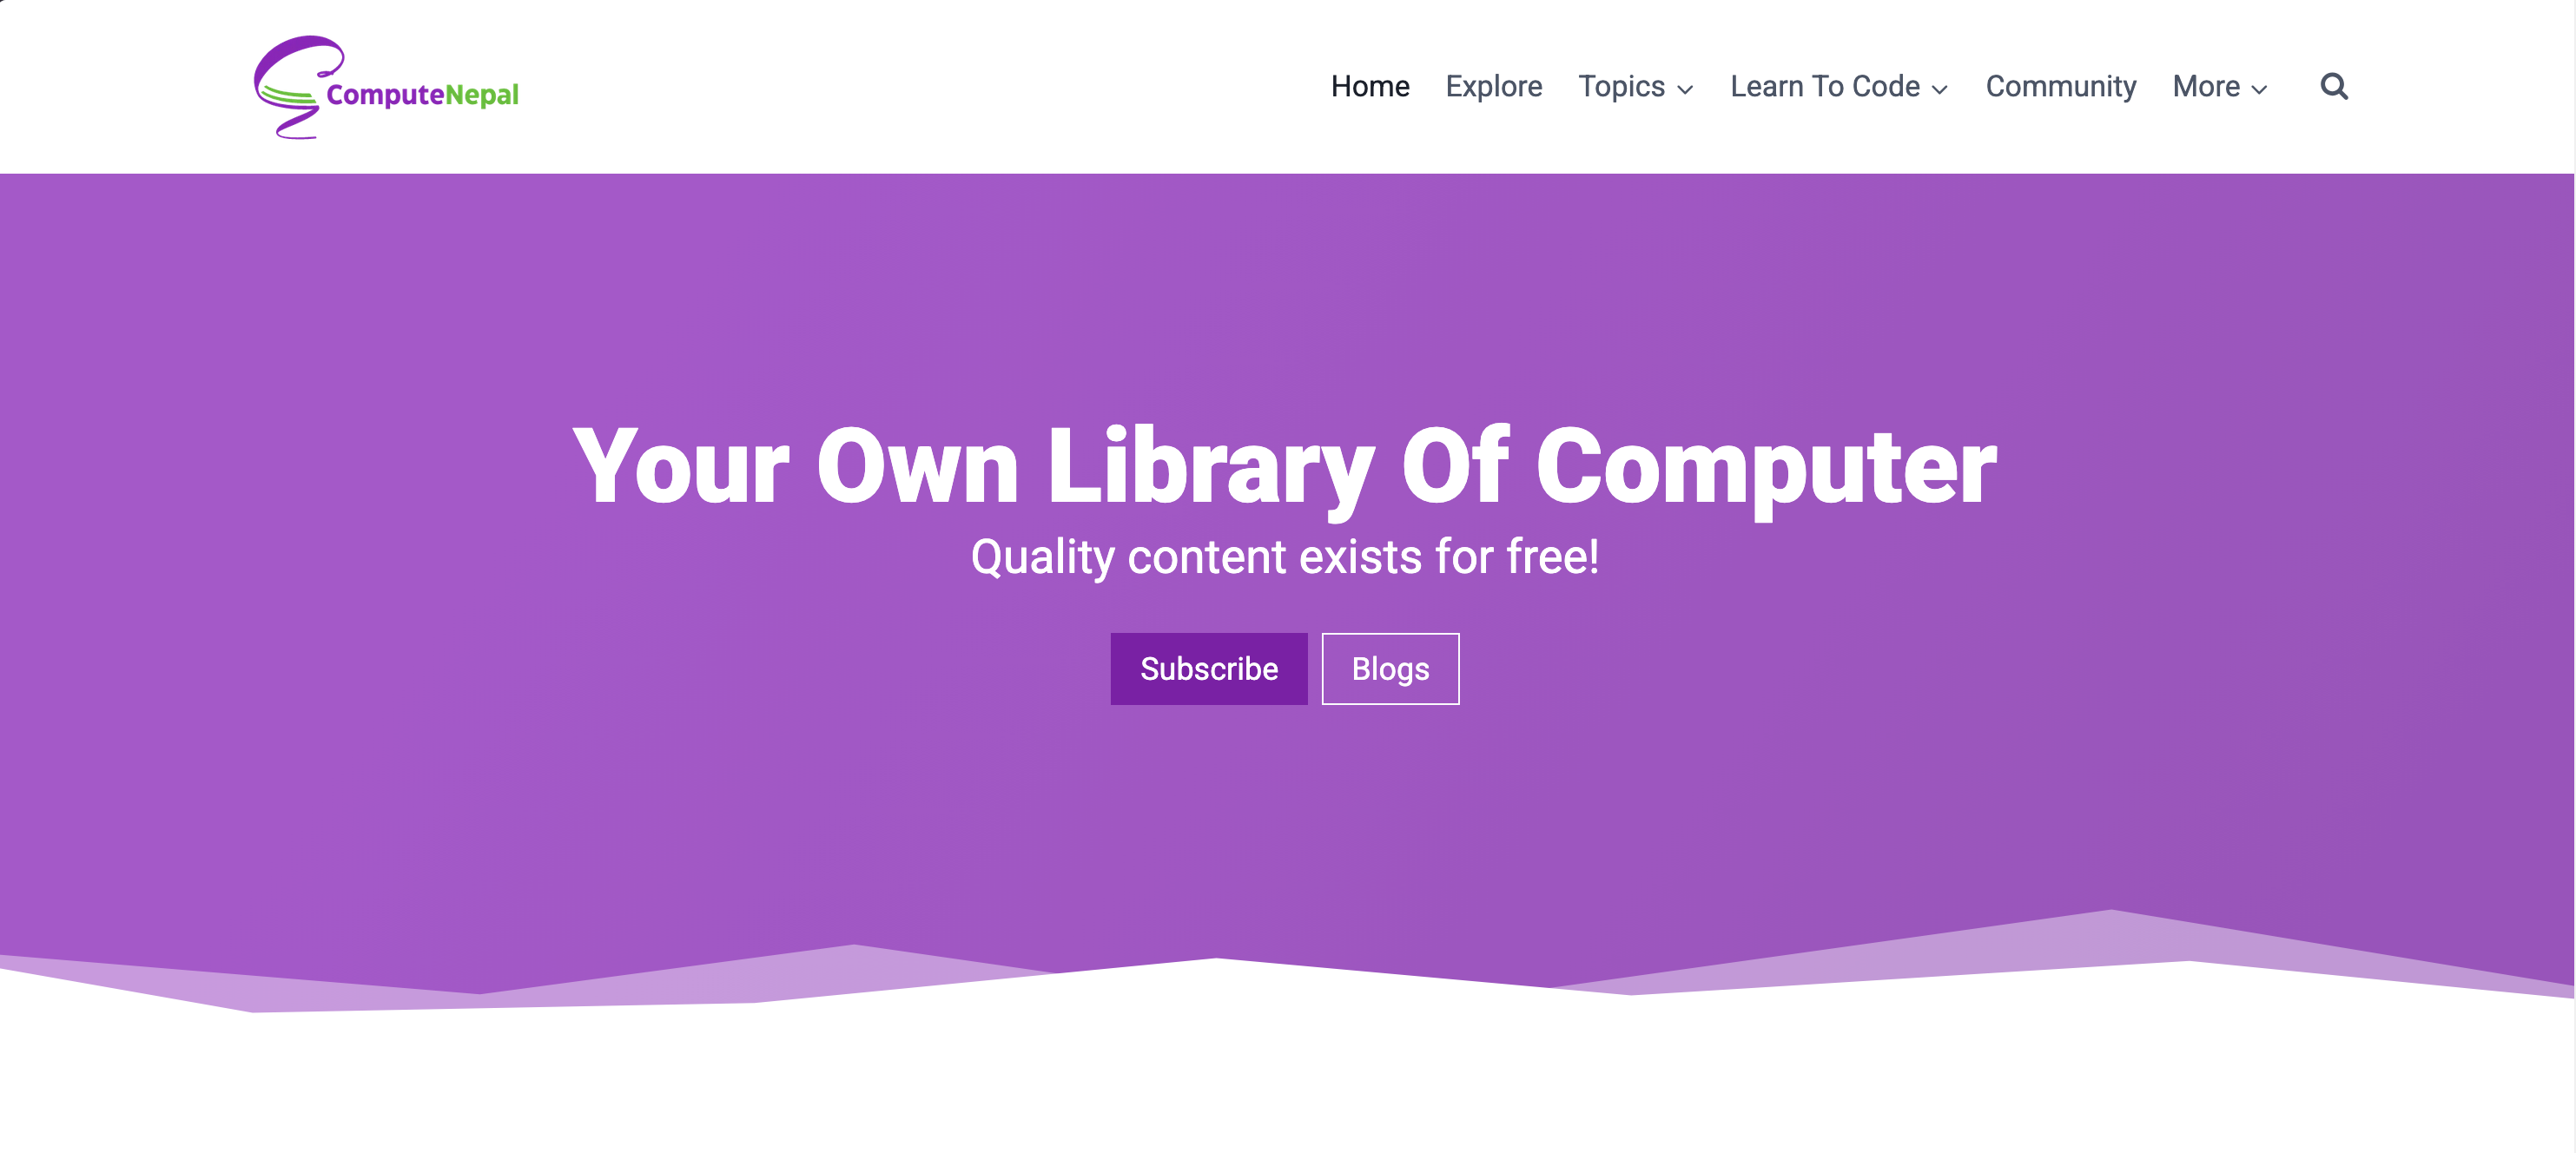 ComputeNepal
Home Explore Topics Learn To Code Community More
Your Own Library Of Computer
Quality content exists for free!
Subscribe Blogs